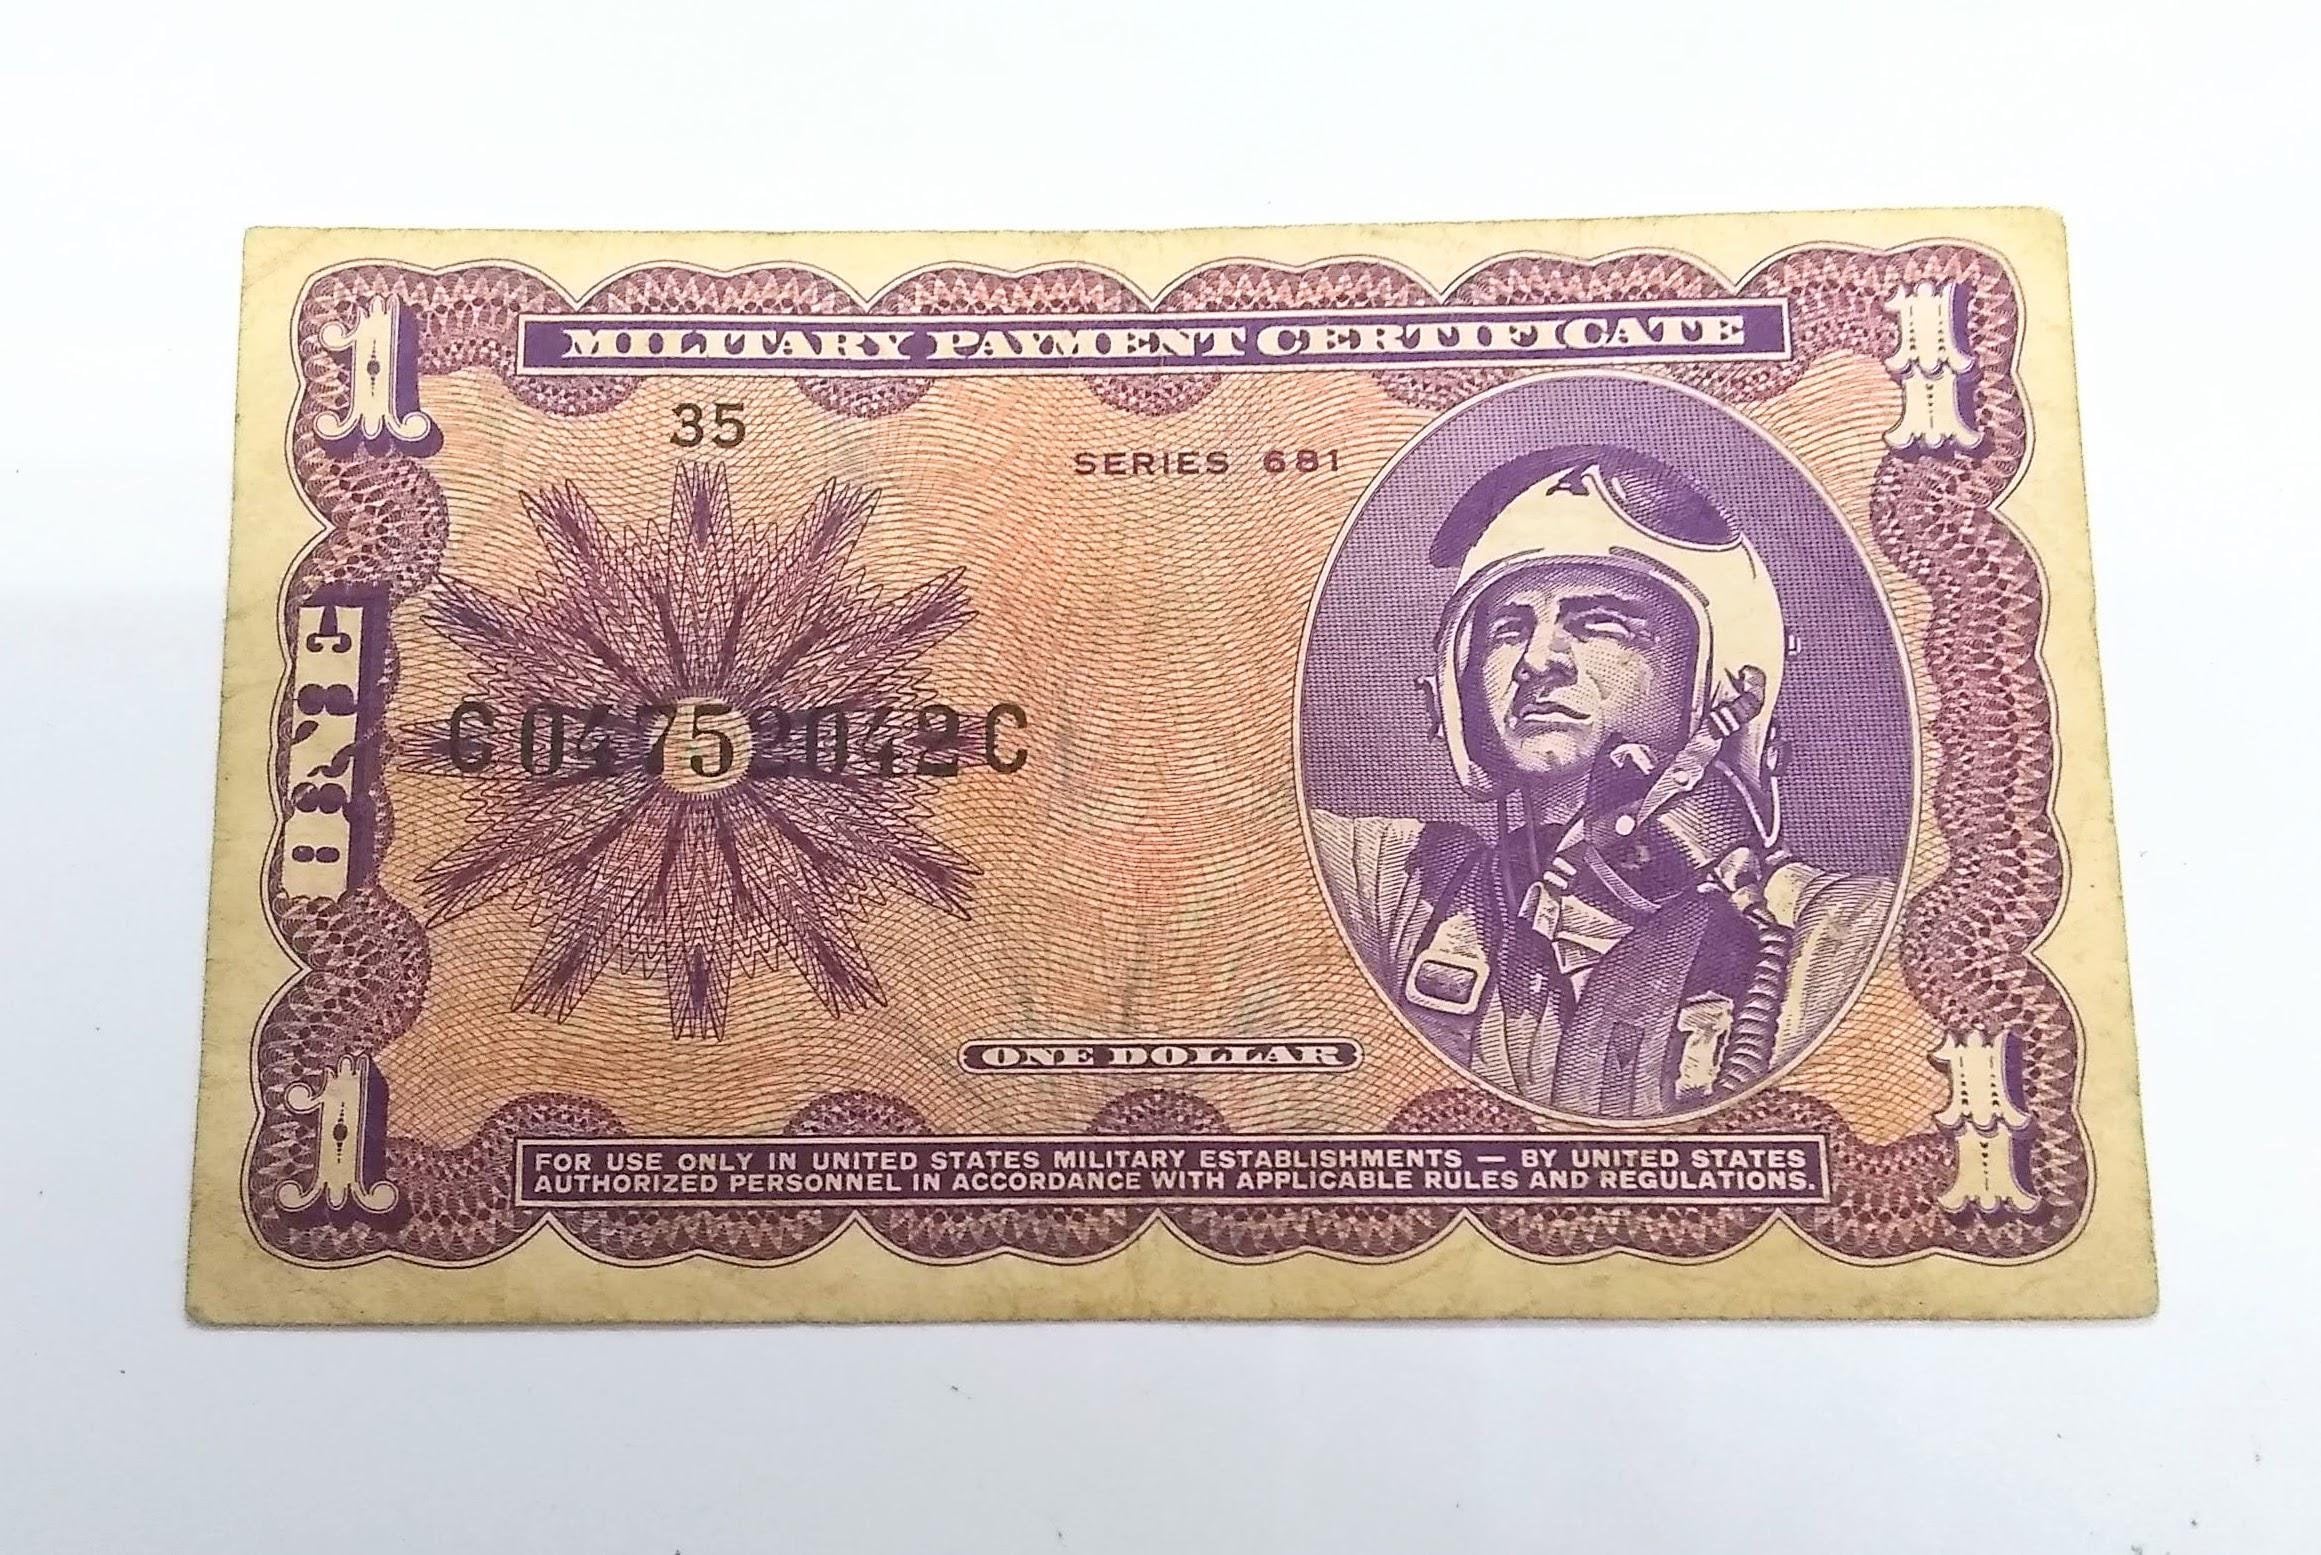 MILITARY PAYMENT CERTIFICATE
1
1
35
SERIES 681
ONE
C04752042C
ONE DOLLAR
1
1
FOR USE ONLY IN UNITED STATES MILITARY ESTABLISHMENTS — BY UNITED STATES
AUTHORIZED PERSONNEL IN ACCORDANCE WITH APPLICABLE RULES AND REGULATIONS.